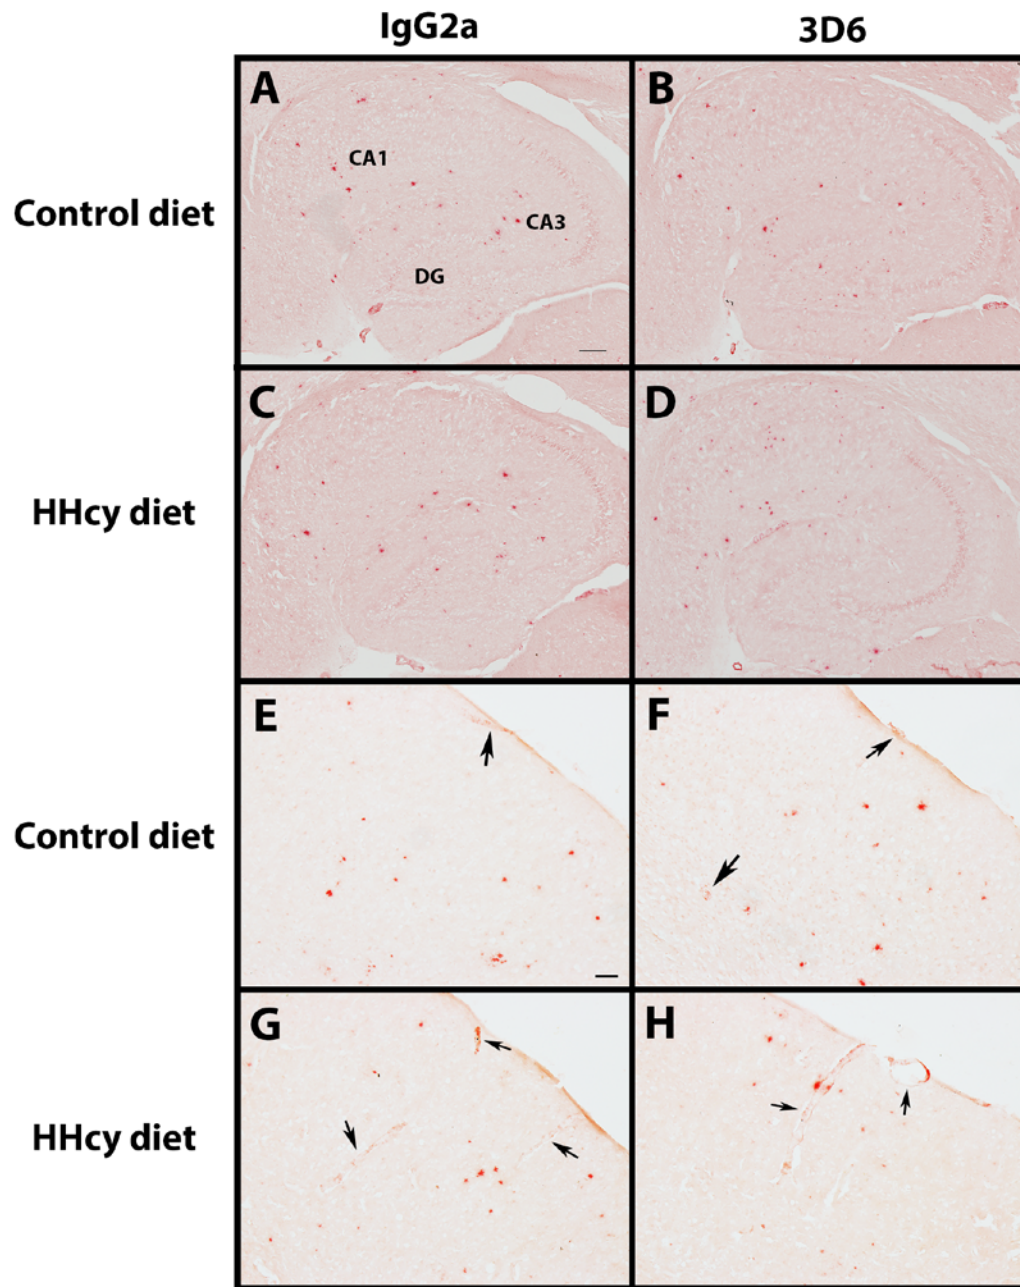 IgG2a 3D6
Control diet
A
CA1
CA3
DG
B
HHcy diet
C
D
Control diet
E
F
HHcy diet
G
H